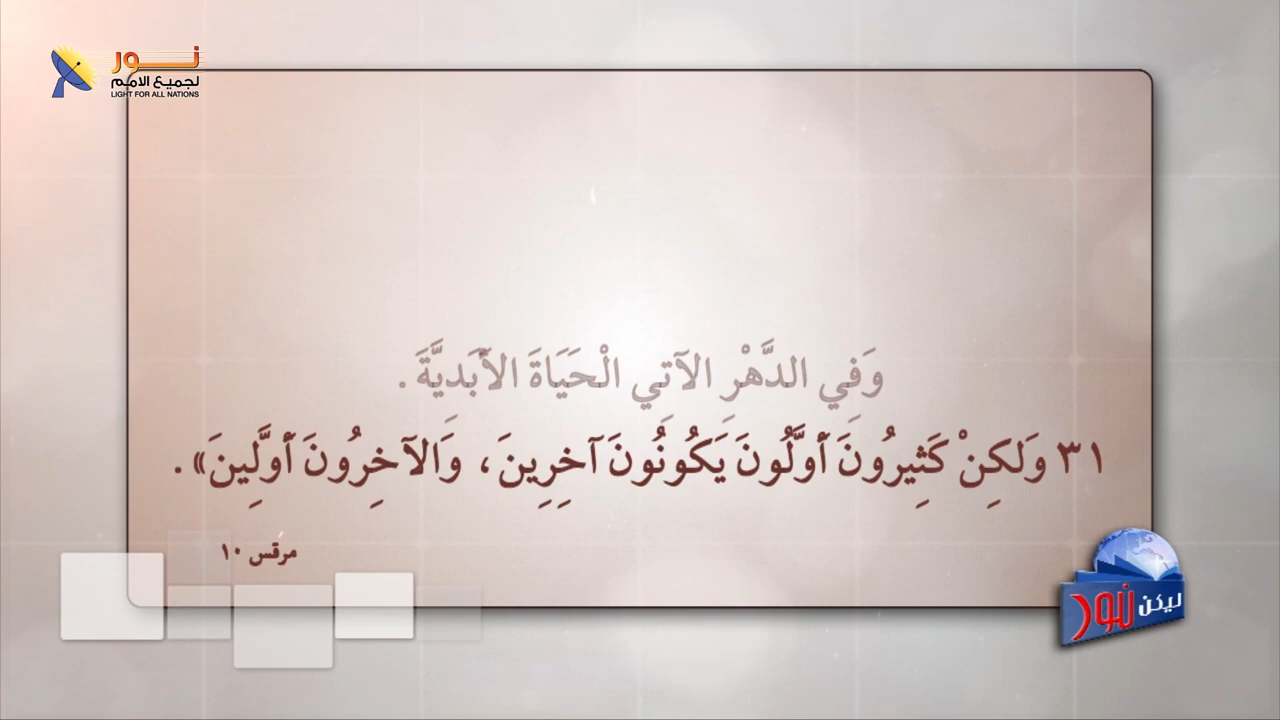 نور
لجميع الامم
LIGHT FOR ALL NATIONS
وَفِي الدَّهْرِ الآتِي الْحَيَاةَ الأَبَدِيَّةَ .
٣١ وَلكِنْ كَثِيرُونَ أَوَّلُونَ يَكُونُونَ آخِرِينَ ، وَالآخِرُونَ أَوَّلِينَ» .
مرقس ١٠
ليكن نور